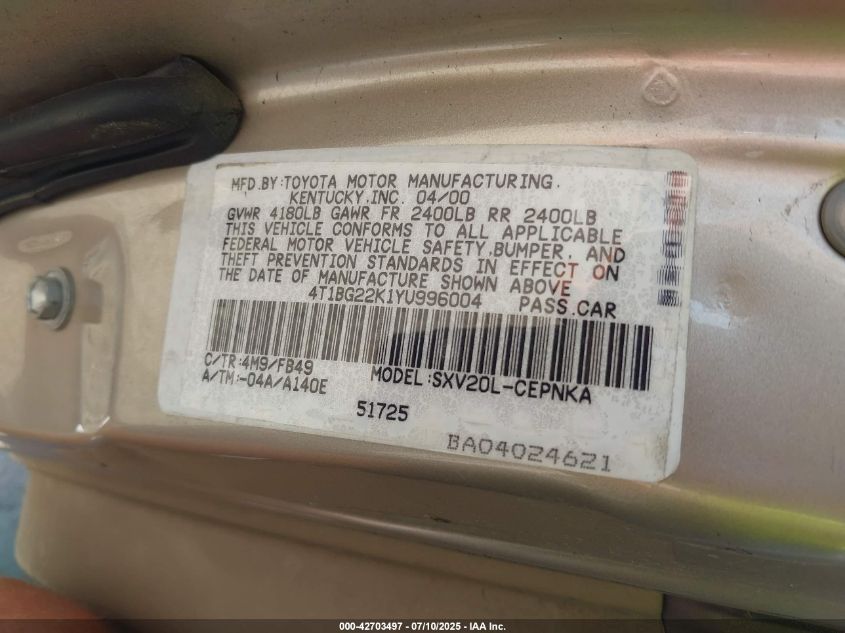 MFD.BY:TOYOTA MOTOR MANUFACTURING.
KENTUCKY.INC. 04/00
GVWR 4180LB GAWR FR 2400LB RR 2400LB
THIS VEHICLE CONFORMS TO ALL APPLICABLE
FEDERAL MOTOR VEHICLE SAFETY,BUMPER, AND
THEFT PREVENTION STANDARDS IN EFFECT ON
THE DATE OF MANUFACTURE SHOWN ABOVE
4T1BG22K1YU996004 PASS.CAR
C/TR:4M9/FB49
A/TM:-04A/A140E MODEL:SXV20L-CEPNKA
51725
BA04024621
000-42703497 - 07/10/2025 - IAA Inc.